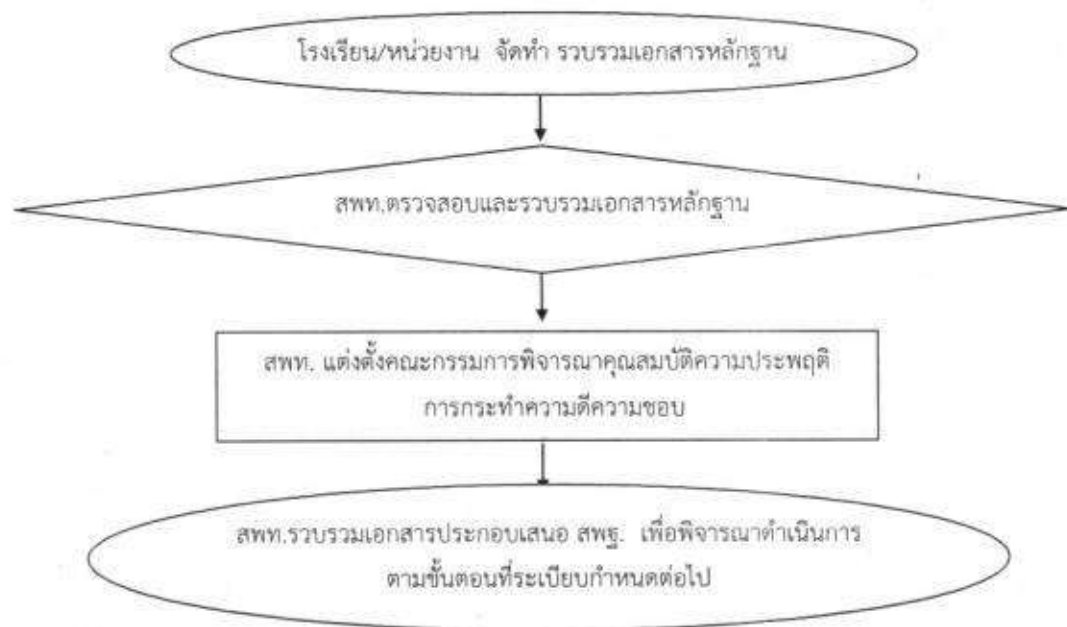 โรงเรียน/หน่วยงาน จัดทำ รวบรวมเอกสารหลักฐาน
สพท.ตรวจสอบและรวบรวมเอกสารหลักฐาน
สพท. แต่งตั้งคณะกรรมการพิจารณาคุณสมบัติความประพฤติ
การกระทำความดีความชอบ
สพท.รวบรวมเอกสารประกอบเสนอ สพฐ. เพื่อพิจารณาดำเนินการ
ตามขั้นตอนที่ระเบียบกำหนดต่อไป